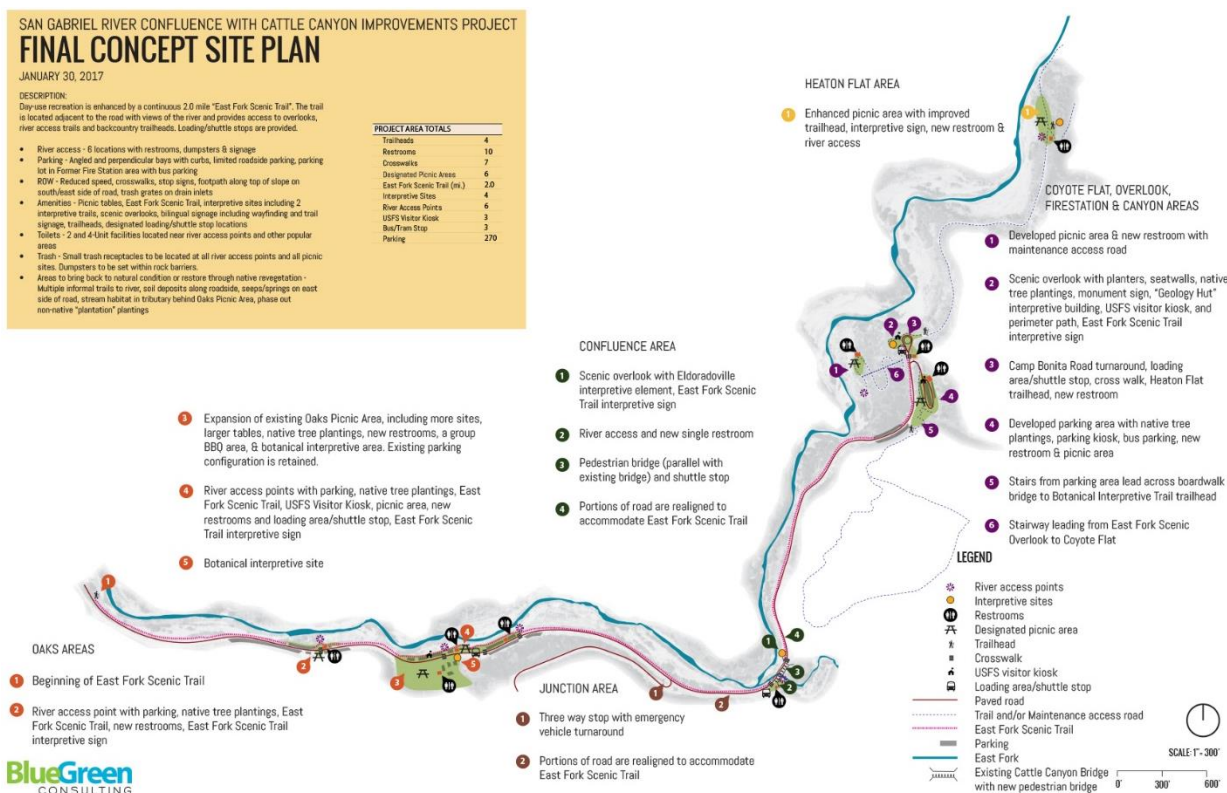 SAN GABRIEL RIVER CONFLUENCE WITH CATTLE CANYON IMPROVEMENTS PROJECT
FINAL CONCEPT SITE PLAN
JANUARY 30, 2017
DESCRIPTION:
Day-use recreation is enhanced by a continuous 2.0 mile "East Fork Scenic Trail". The trail
is located adjacent to the road with views of the river and provides access to overlooks,
river access trails and backcountry trailheads. Loading/shuttle stops are provided.
• River access - 6 locations with restrooms, dumpsters & signage
• Parking - Angled and perpendicular bays with curbs, limited roadside parking, parking
lot in Former Fire Station area with bus parking
• ROW - Reduced speed, crosswalks, stop signs, footpath along top of slope on
south/east side of road, trash grates on drain inlets
• Amenities - Picnic tables, East Fork Scenic Trail, interpretive sites including 2
interpretive trails, scenic overlooks, bilingual signage including wayfinding and trail
signage, trailheads, designated loading/shuttle stop locations
• Toilets - 2 and 4-Unit facilities located near river access points and other popular
areas
• Trash - Small trash receptacles to be located at all river access points and all picnic
sites. Dumpsters to be set within rock barriers.
• Areas to bring back to natural condition or restore through native revegetation -
Multiple informal trails to river, soil deposits along roadside, seeps/springs on east
side of road, stream habitat in tributary behind Oaks Picnic Area, phase out
non-native "plantation" plantings
PROJECT AREA TOTALS
Trailheads 4
Restrooms 10
Crosswalks 7
Designated Picnic Areas 6
East Fork Scenic Trail (mi.) 2.0
Interpretive Sites 4
River Access Points 6
USFS Visitor Kiosk 3
Bus/Tram Stop 3
Parking 270
HEATON FLAT AREA
1 Enhanced picnic area with improved
trailhead, interpretive sign, new restroom &
river access
COYOTE FLAT, OVERLOOK,
FIRESTATION & CANYON AREAS
1 Developed picnic area & new restroom with
maintenance access road
2 Scenic overlook with planters, seatwalls, native
tree plantings, monument sign, "Geology Hut"
interpretive building, USFS visitor kiosk, and
perimeter path, East Fork Scenic Trail
interpretive sign
3 Camp Bonita Road turnaround, loading
area/shuttle stop, cross walk, Heaton Flat
trailhead, new restroom
4 Developed parking area with native tree
plantings, parking kiosk, bus parking, new
restroom & picnic area
5 Stairs from parking area lead across boardwalk
bridge to Botanical Interpretive Trail trailhead
6 Stairway leading from East Fork Scenic
Overlook to Coyote Flat
CONFLUENCE AREA
1 Scenic overlook with Eldoradoville
interpretive element, East Fork Scenic
Trail interpretive sign
2 River access and new single restroom
3 Pedestrian bridge (parallel with
existing bridge) and shuttle stop
4 Portions of road are realigned to
accommodate East Fork Scenic Trail
3 Expansion of existing Oaks Picnic Area, including more sites,
larger tables, native tree plantings, new restrooms, a group
BBQ area, & botanical interpretive area. Existing parking
configuration is retained.
4 River access points with parking, native tree plantings, East
Fork Scenic Trail, USFS Visitor Kiosk, picnic area, new
restrooms and loading area/shuttle stop, East Fork Scenic
Trail interpretive sign
5 Botanical interpretive site
OAKS AREAS
1 Beginning of East Fork Scenic Trail
2 River access point with parking, native tree plantings, East
Fork Scenic Trail, new restrooms, East Fork Scenic Trail
interpretive sign
JUNCTION AREA
1 Three way stop with emergency
vehicle turnaround
2 Portions of road are realigned to accommodate
East Fork Scenic Trail
LEGEND
River access points
Interpretive sites
Restrooms
Designated picnic area
Trailhead
Crosswalk
USFS visitor kiosk
Loading area/shuttle stop
Paved road
Trail and/or Maintenance access road
East Fork Scenic Trail
Parking
East Fork
Existing Cattle Canyon Bridge
with new pedestrian bridge
SCALE: 1" = 300'
0' 300' 600'
BlueGreen
CONSULTING
1
2
3
4
5
1
2
1
2
3
4
1
2
3
4
5
6
1